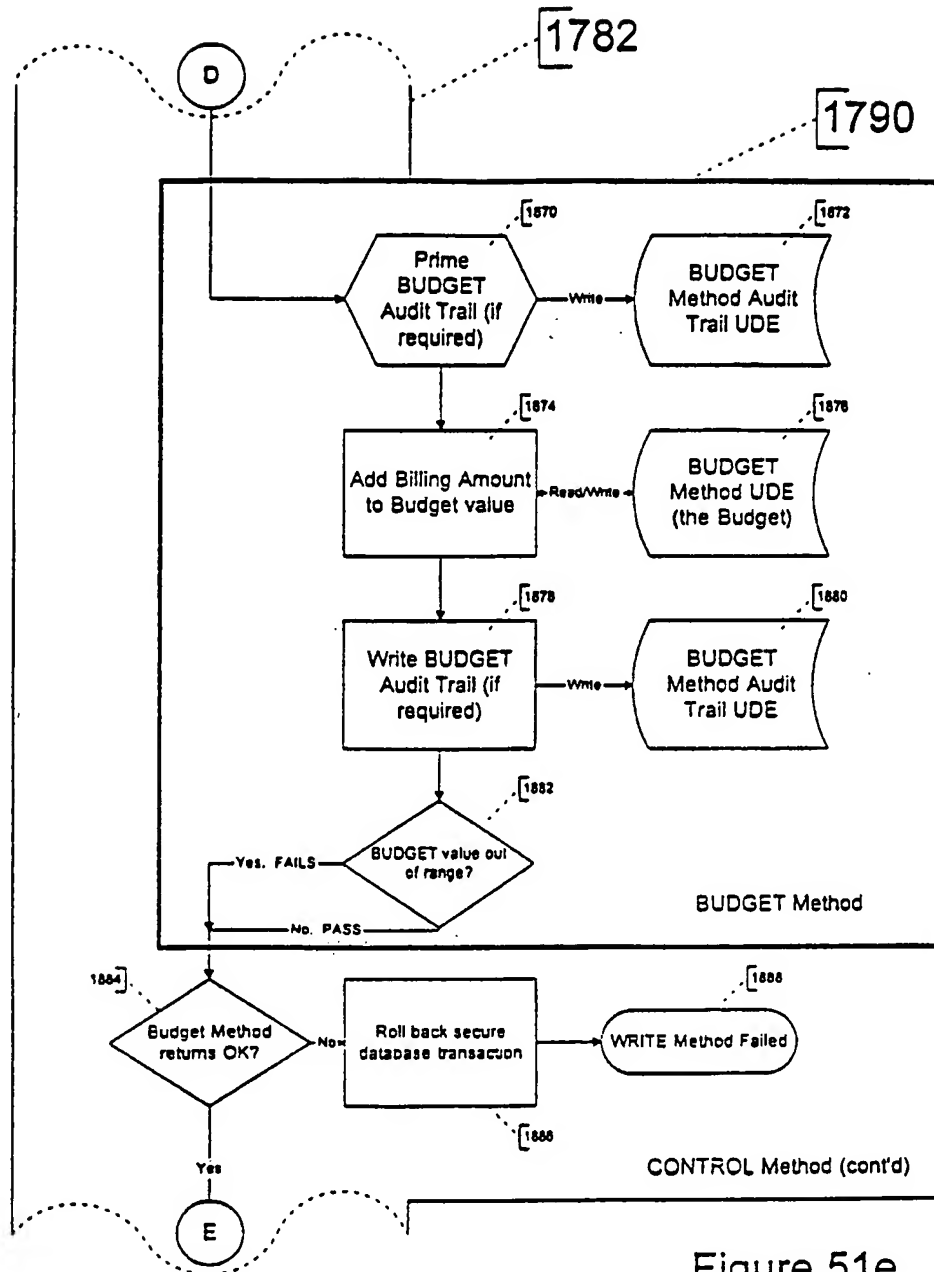 1782
D
1790
1870
Prime
BUDGET
Audit Trail (if
required)
Write
1872
BUDGET
Method Audit
Trail UDE
1874
Add Billing Amount
to Budget value
Read/Write
1876
BUDGET
Method UDE
(the Budget)
1878
Write BUDGET
Audit Trail (if
required)
Write
1880
BUDGET
Method Audit
Trail UDE
1882
BUDGET value out
of range?
Yes, FAILS
No, PASS
BUDGET Method
1884
Budget Method
returns OK?
No
Roll back secure
database transaction
1886
1888
WRITE Method Failed
Yes
CONTROL Method (cont'd)
E
Figure 51e